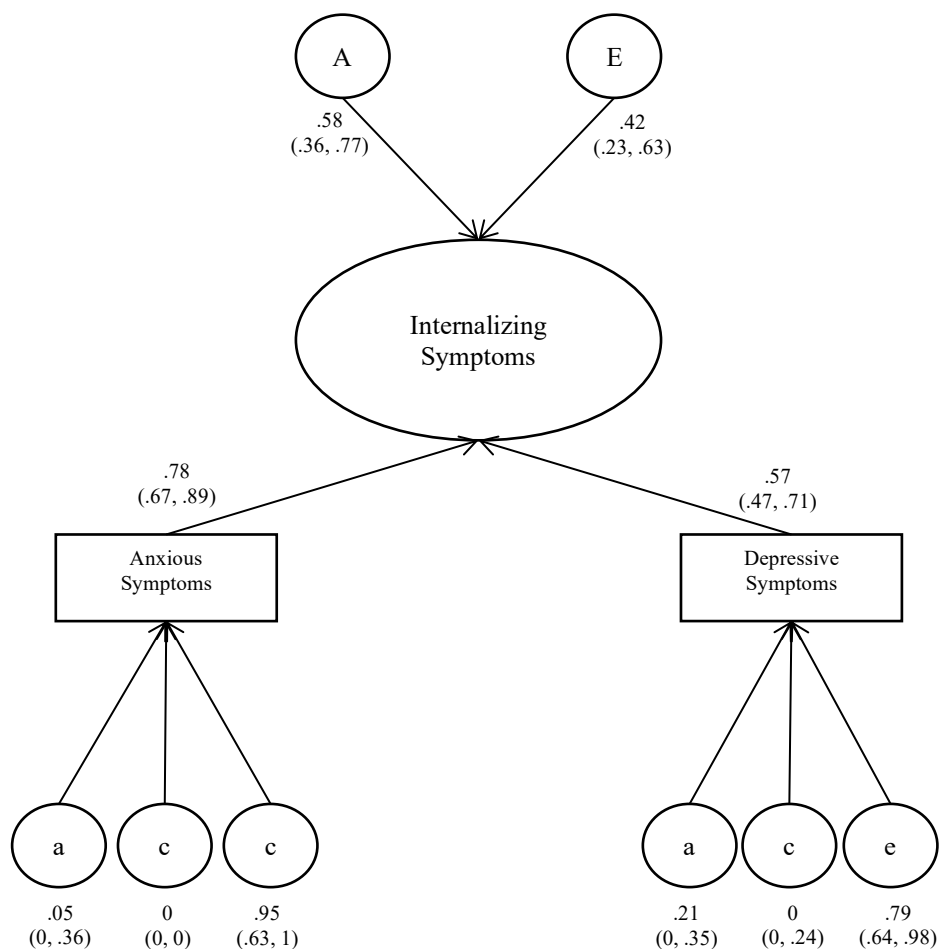 A
E
.58
(.36, .77)
.42
(.23, .63)
Internalizing
Symptoms
.78
(.67, .89)
.57
(.47, .71)
Anxious
Symptoms
Depressive
Symptoms
a
c
c
a
c
e
.05
(0, .36)
0
(0, 0)
.95
(.63, 1)
.21
(0, .35)
0
(0, .24)
.79
(.64, .98)